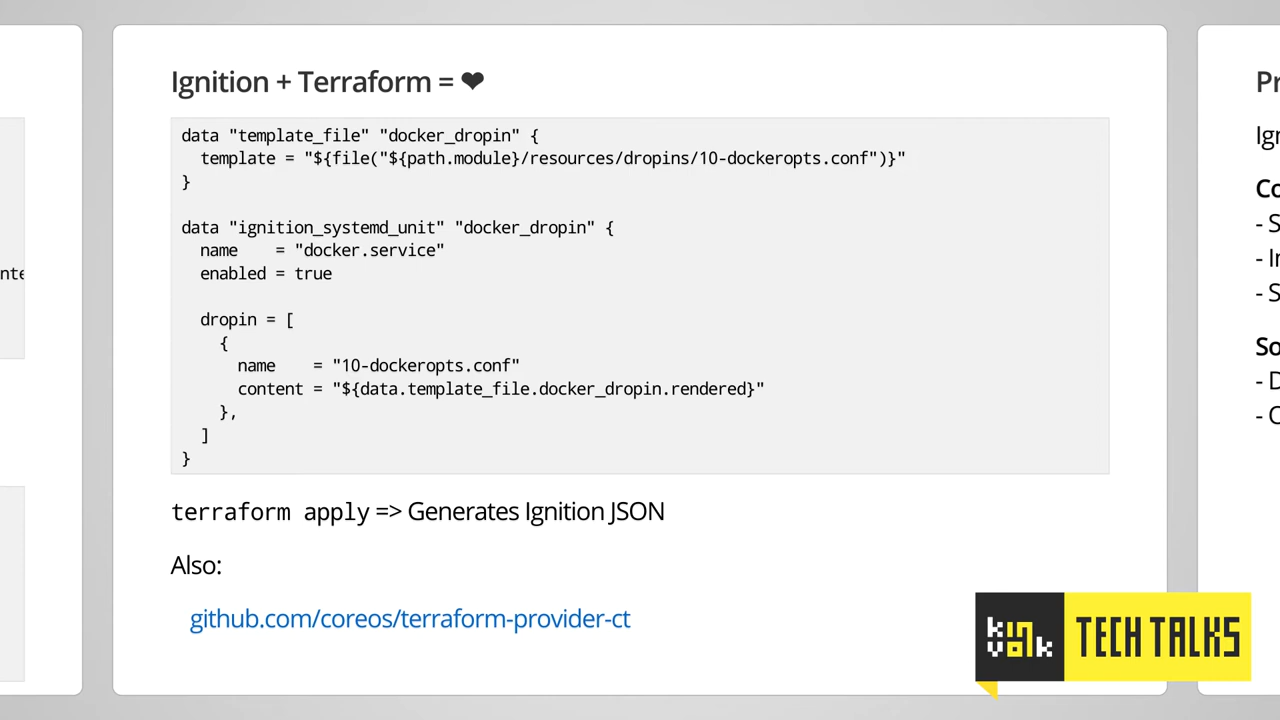 Ignition + Terraform = ❤
data "template_file" "docker_dropin" {
  template = "${file("${path.module}/resources/dropins/10-dockeropts.conf")}"
}

data "ignition_systemd_unit" "docker_dropin" {
  name    = "docker.service"
  enabled = true

  dropin = [
    {
      name    = "10-dockeropts.conf"
      content = "${data.template_file.docker_dropin.rendered}"
    },
  ]
}
terraform apply => Generates Ignition JSON
Also:
github.com/coreos/terraform-provider-ct
kinvolk TECH TALKS